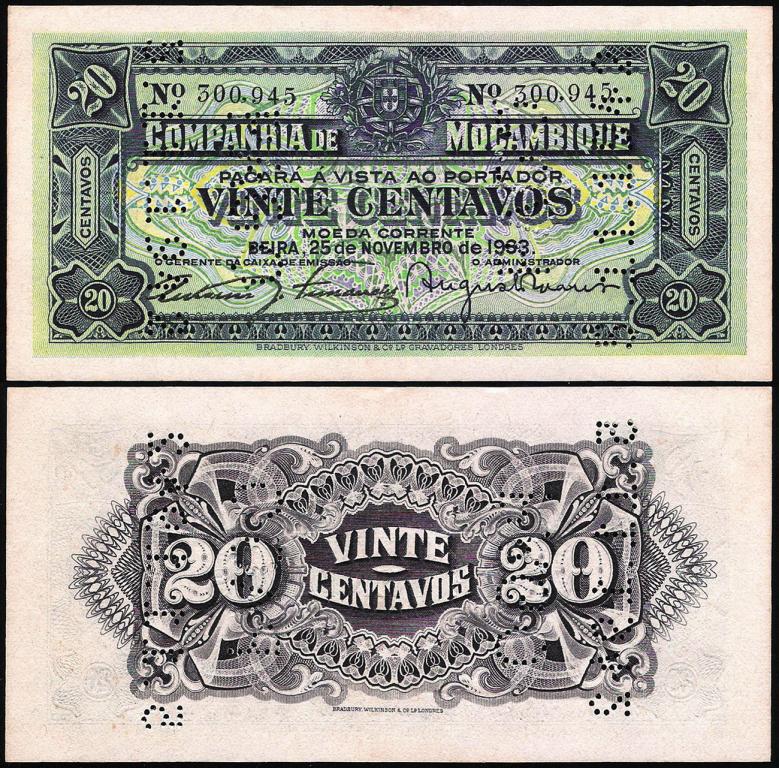 20 20
Nº 300.945 Nº 300.945
COMPANHIA DE MOÇAMBIQUE
PAGARÁ Á VISTA AO PORTADOR
VINTE CENTAVOS
MOEDA CORRENTE
BEIRA, 25 de NOVEMBRO de 1933
O GERENTE DA CAIXA DE EMISSÃO O ADMINISTRADOR
CENTAVOS CENTAVOS
20 20
BRADBURY, WILKINSON & Cº Lᴰ GRAVADORES LONDRES
20 VINTE CENTAVOS 20
BRADBURY, WILKINSON & Cº Lᴰ LONDRES